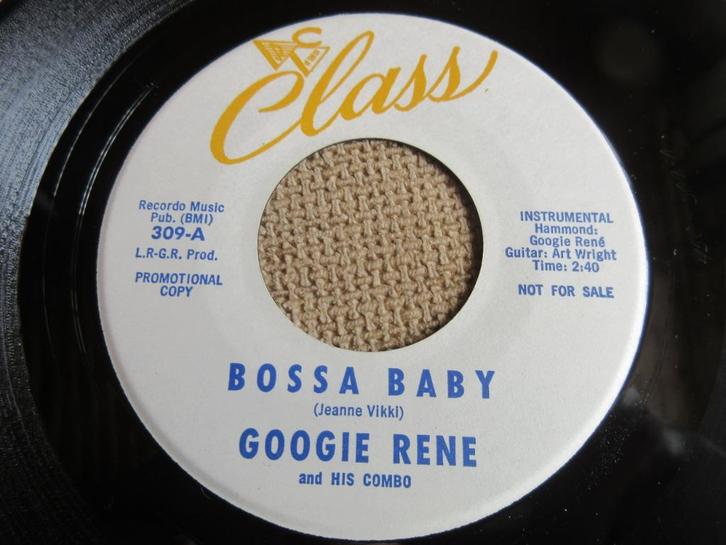 Class
Recordo Music
Pub. (BMI)
309-A
L.R-G.R. Prod.
PROMOTIONAL
COPY
INSTRUMENTAL
Hammond:
Googie René
Guitar: Art Wright
Time: 2:40
NOT FOR SALE
BOSSA BABY
(Jeanne Vikki)
GOOGIE RENE
and HIS COMBO